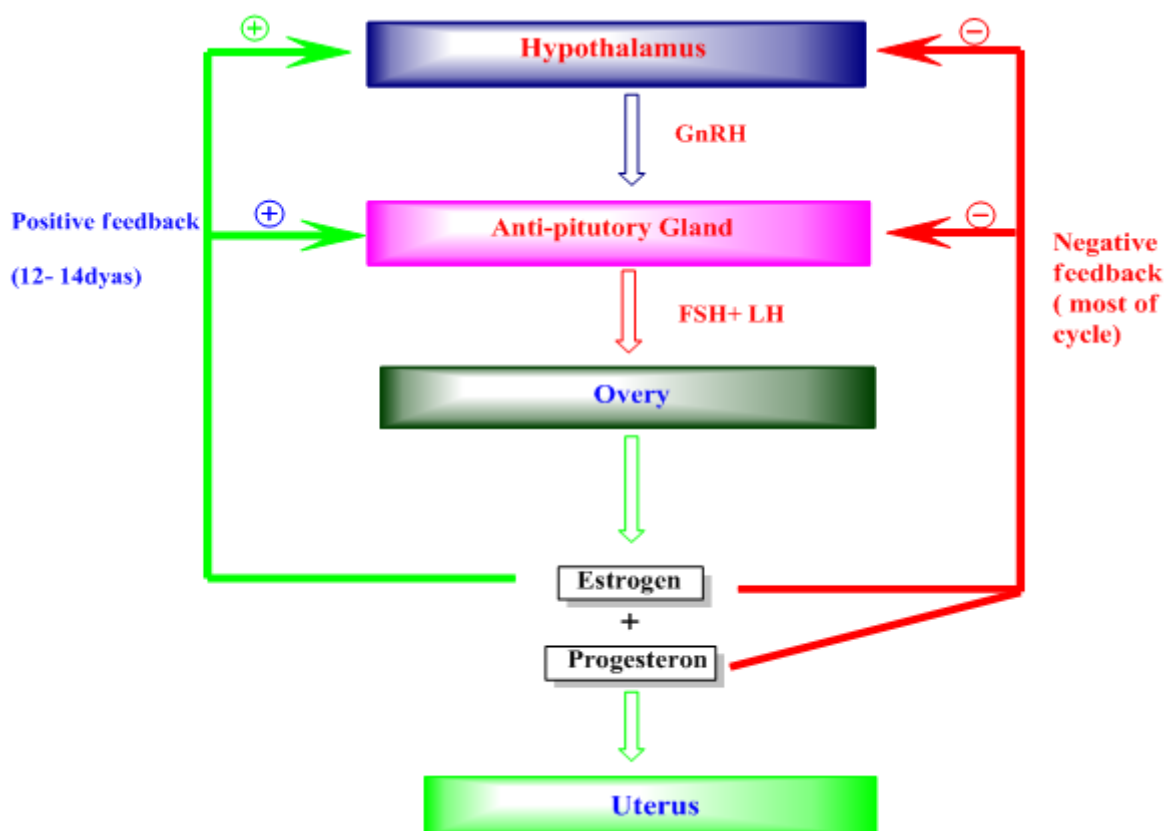 ⊕
⊖
Hypothalamus
GnRH
Positive feedback
(12- 14dyas)
⊕
⊖
Anti-pitutory Gland
Negative
feedback
( most of
cycle)
FSH+ LH
Overy
Estrogen
+
Progesteron
Uterus